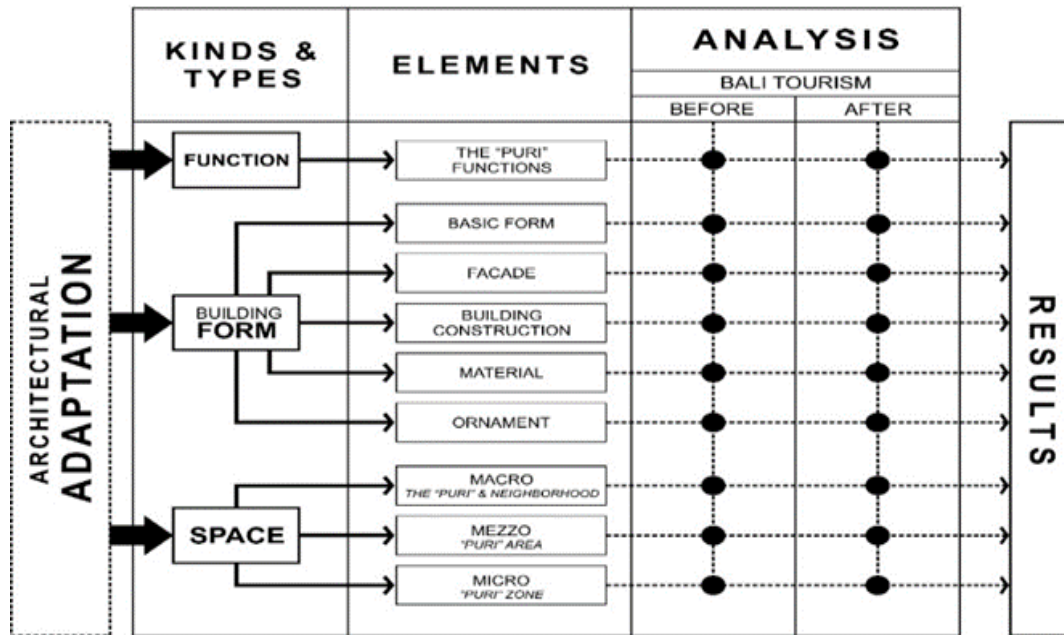 KINDS &
TYPES
ELEMENTS
ANALYSIS
BALI TOURISM
BEFORE
AFTER
ARCHITECTURAL
ADAPTATION
FUNCTION
THE "PURI"
FUNCTIONS
BASIC FORM
FACADE
BUILDING
FORM
BUILDING
CONSTRUCTION
MATERIAL
ORNAMENT
SPACE
MACRO
THE "PURI" & NEIGHBORHOOD
MEZZO
"PURI" AREA
MICRO
"PURI" ZONE
RESULTS